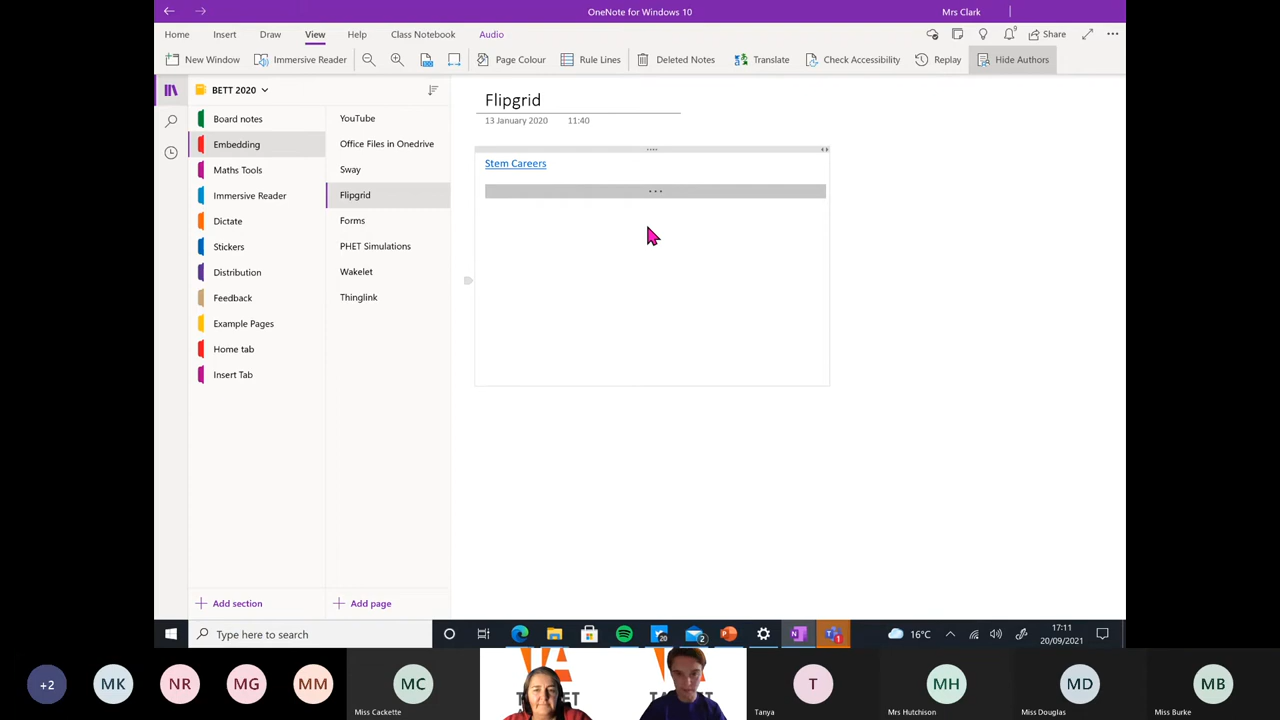 OneNote for Windows 10
Mrs Clark
Home Insert Draw View Help Class Notebook Audio
Share
New Window Immersive Reader Page Colour Rule Lines Deleted Notes Translate Check Accessibility Replay Hide Authors
BETT 2020
Board notes
Embedding
Maths Tools
Immersive Reader
Dictate
Stickers
Distribution
Feedback
Example Pages
Home tab
Insert Tab
Add section
YouTube
Office Files in Onedrive
Sway
Flipgrid
Forms
PHET Simulations
Wakelet
Thinglink
Add page
Flipgrid
13 January 2020 11:40
Stem Careers
Type here to search
20
2
1
16°C
17:11
20/09/2021
+2
MK
NR
MG
MM
MC
Miss Cackette
T
Tanya
MH
Mrs Hutchison
MD
Miss Douglas
MB
Miss Burke